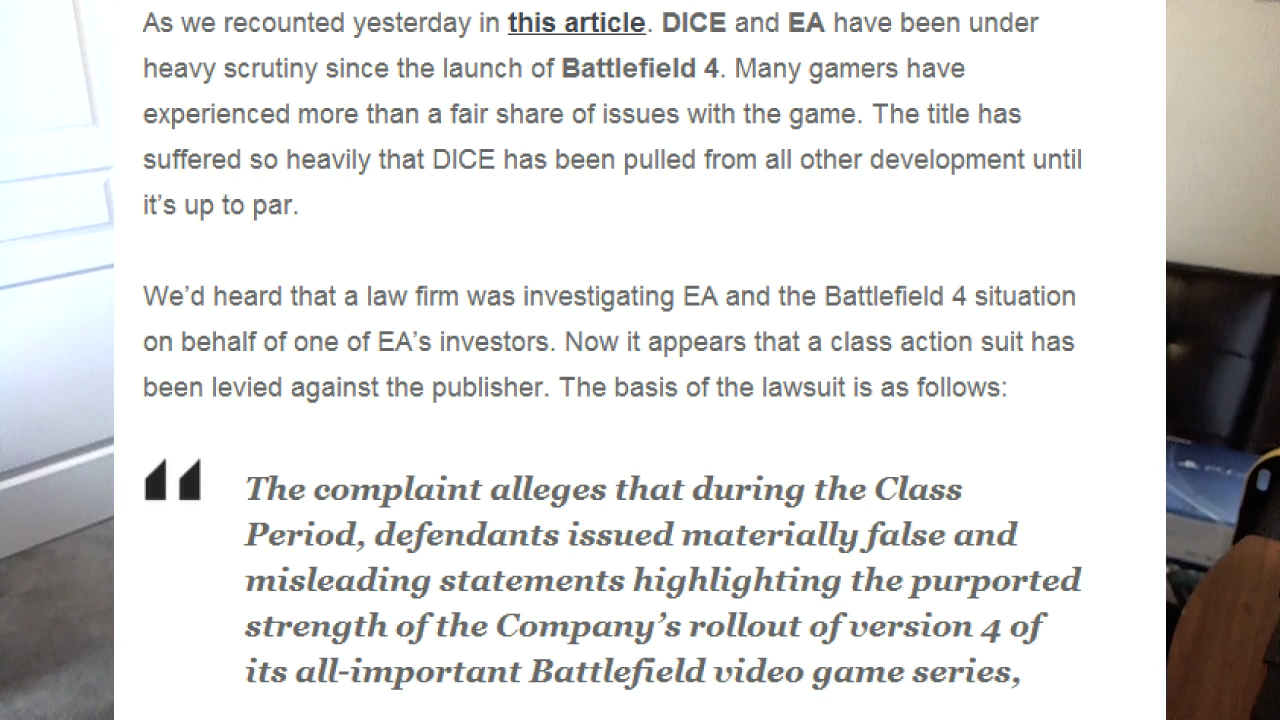 As we recounted yesterday in this article. DICE and EA have been under
heavy scrutiny since the launch of Battlefield 4. Many gamers have
experienced more than a fair share of issues with the game. The title has
suffered so heavily that DICE has been pulled from all other development until
it’s up to par.
We’d heard that a law firm was investigating EA and the Battlefield 4 situation
on behalf of one of EA’s investors. Now it appears that a class action suit has
been levied against the publisher. The basis of the lawsuit is as follows:
The complaint alleges that during the Class
Period, defendants issued materially false and
misleading statements highlighting the purported
strength of the Company’s rollout of version 4 of
its all-important Battlefield video game series,